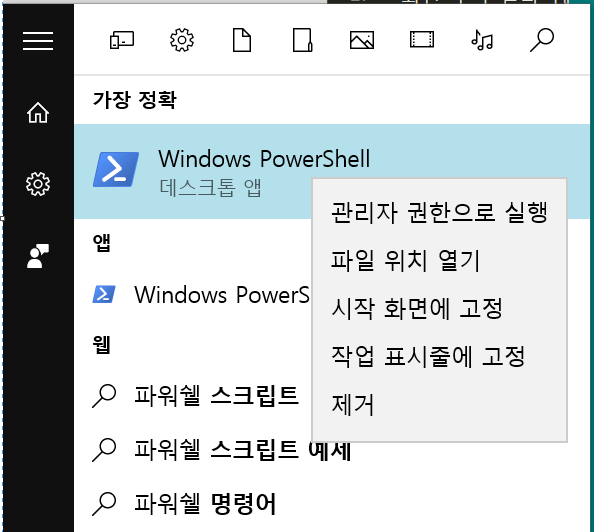 가장 정확
Windows PowerShell
데스크톱 앱
관리자 권한으로 실행
파일 위치 열기
시작 화면에 고정
작업 표시줄에 고정
제거
앱
Windows PowerS
웹
파워쉘 스크립트
파워쉘 스크립트 예제
파워쉘 명령어